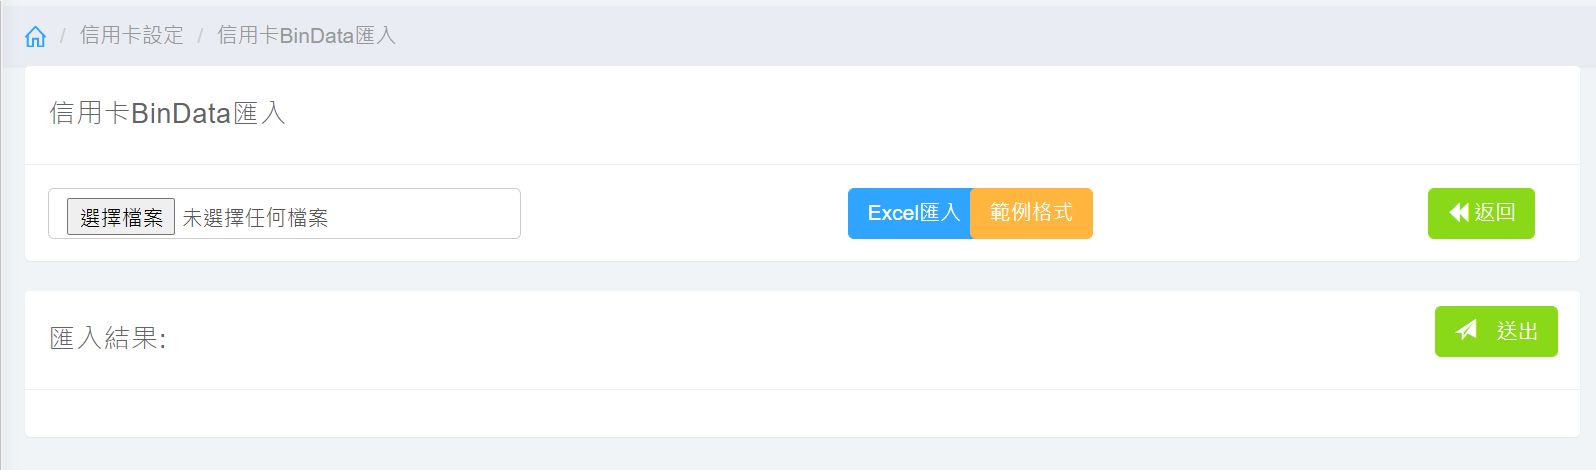 / 信用卡設定 / 信用卡BinData匯入
信用卡BinData匯入
選擇檔案 未選擇任何檔案 Excel匯入 範例格式 返回
匯入結果: 送出